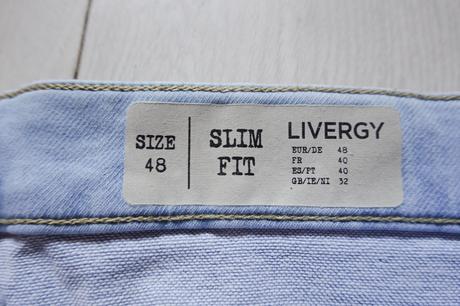 SIZE
48
SLIM
FIT
LIVERGY
EUR/DE 48
FR 40
ES/PT 40
GB/IE/NI 32